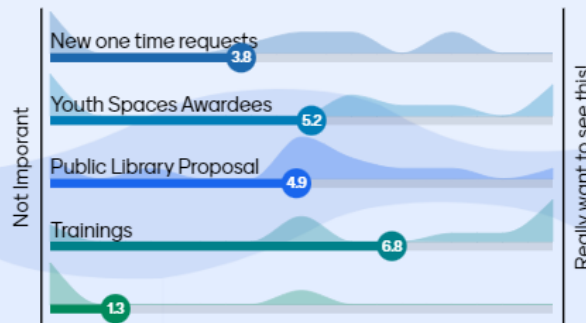 New one time requests
3.8
Youth Spaces Awardees
5.2
Public Library Proposal
4.9
Trainings
6.8
1.3
Not Imporant
Really want to see this!